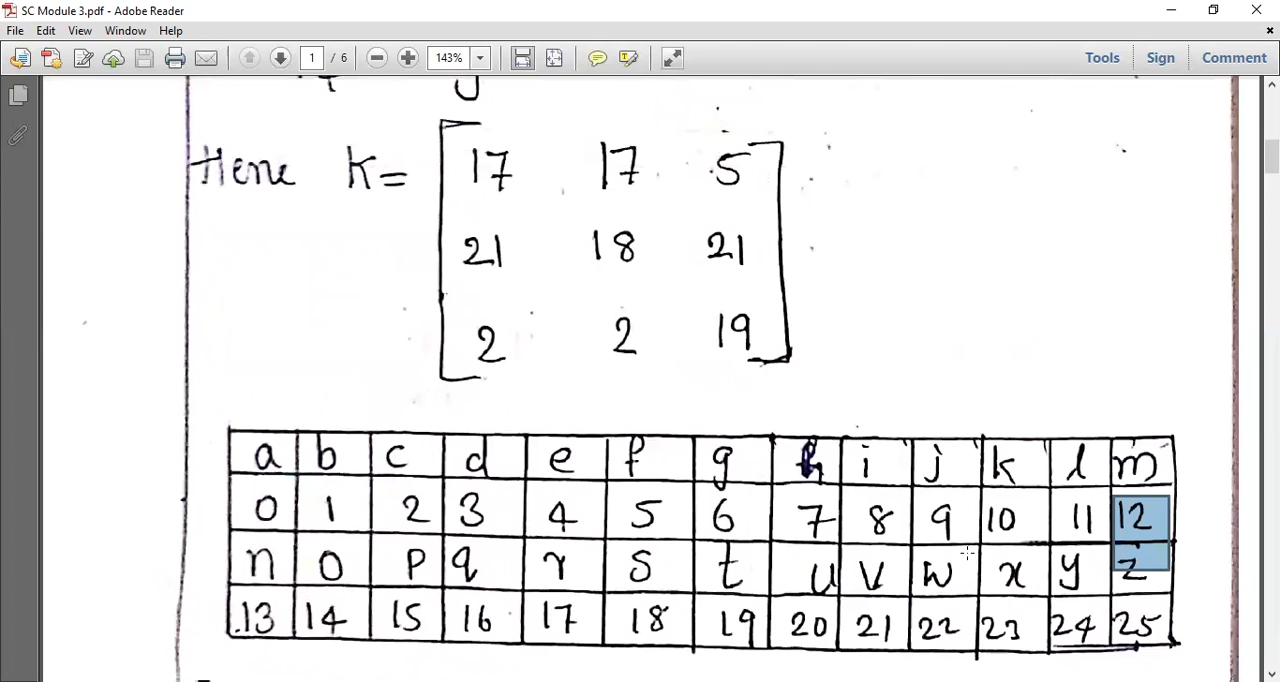 SC Module 3.pdf - Adobe Reader
File Edit View Window Help
1 / 6 143% Tools Sign Comment
Here K=
17 17 5
21 18 21
2 2 19
a b c d e f g h i j k l m
0 1 2 3 4 5 6 7 8 9 10 11 12
n o p q r s t u v w x y z
13 14 15 16 17 18 19 20 21 22 23 24 25